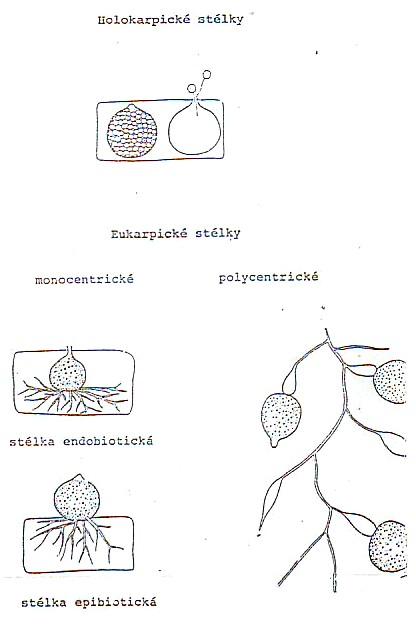 Holokarpické stélky
Eukarpické stélky
monocentrické
polycentrické
stélka endobiotická
stélka epibiotická